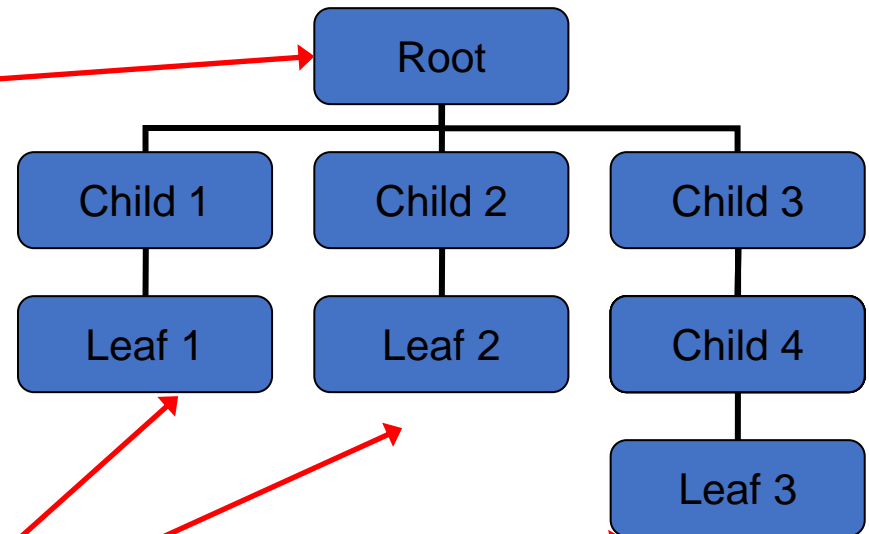 Root
Child 1
Child 2
Child 3
Leaf 1
Leaf 2
Child 4
Leaf 3